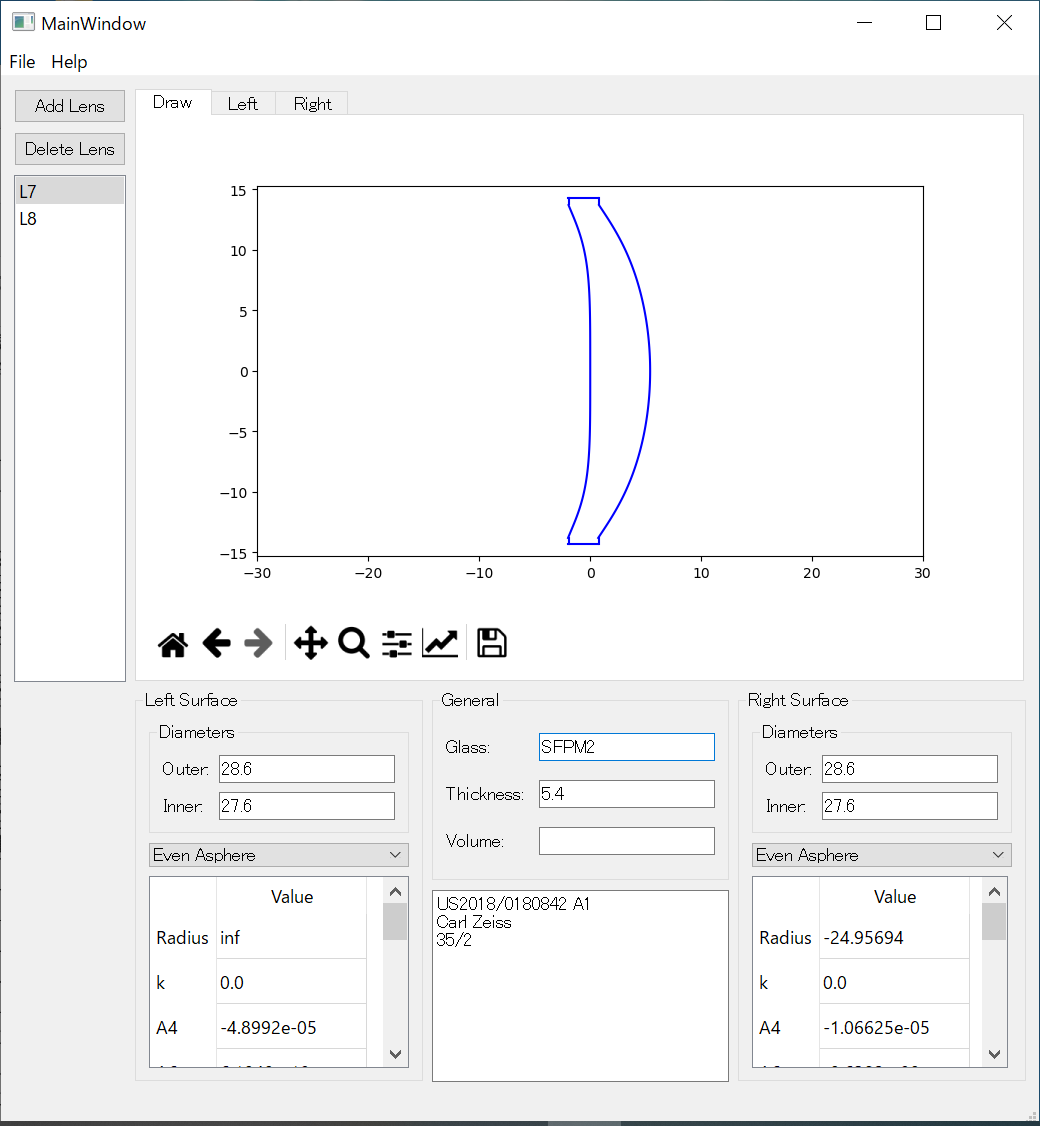 MainWindow
File Help
Add Lens
Delete Lens
L7
L8
Draw Left Right
15
10
5
0
−5
−10
−15
−30 −20 −10 0 10 20 30
Left Surface
Diameters
Outer: 28.6
Inner: 27.6
Even Asphere
Value
Radius inf
k 0.0
A4 -4.8992e-05
General
Glass: SFPM2
Thickness: 5.4
Volume:
US2018/0180842 A1
Carl Zeiss
35/2
Right Surface
Diameters
Outer: 28.6
Inner: 27.6
Even Asphere
Value
Radius -24.95694
k 0.0
A4 -1.06625e-05